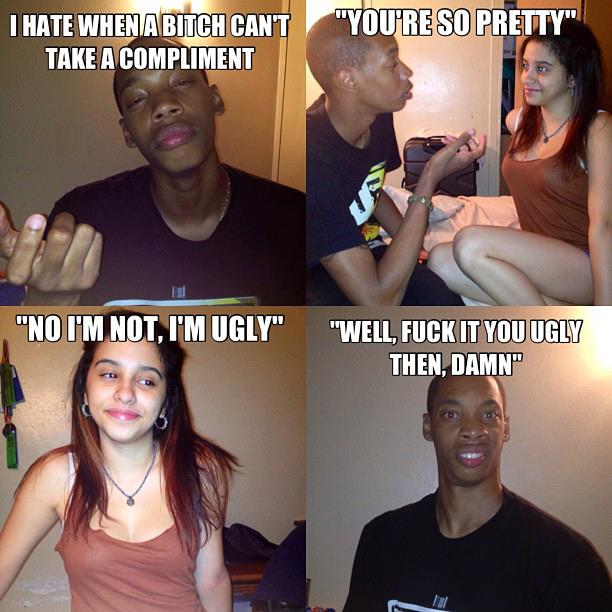 I HATE WHEN A BITCH CAN'T
TAKE A COMPLIMENT
"YOU'RE SO PRETTY"
"NO I'M NOT, I'M UGLY"
"WELL, FUCK IT YOU UGLY
THEN, DAMN"